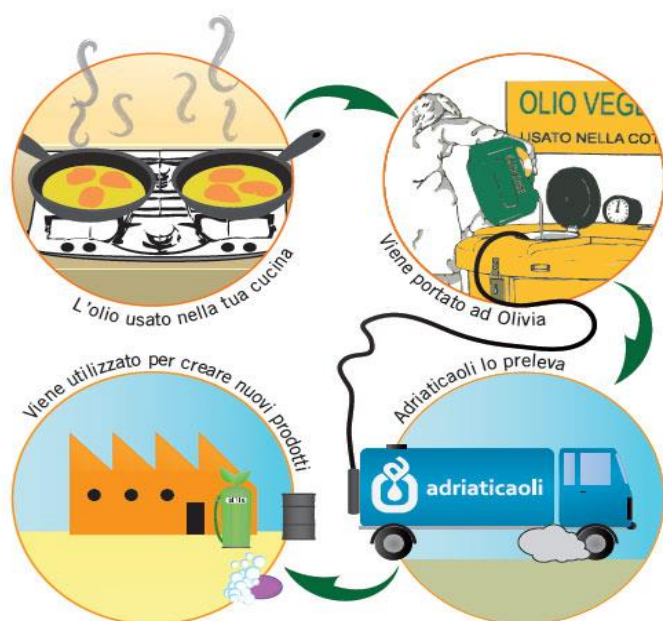 L'olio usato nella tua cucina
OLIO VEGE
USATO NELLA COT
Viene portato ad Olivia
Adriaticaoli lo preleva
adriaticaoli
Viene utilizzato per creare nuovi prodotti